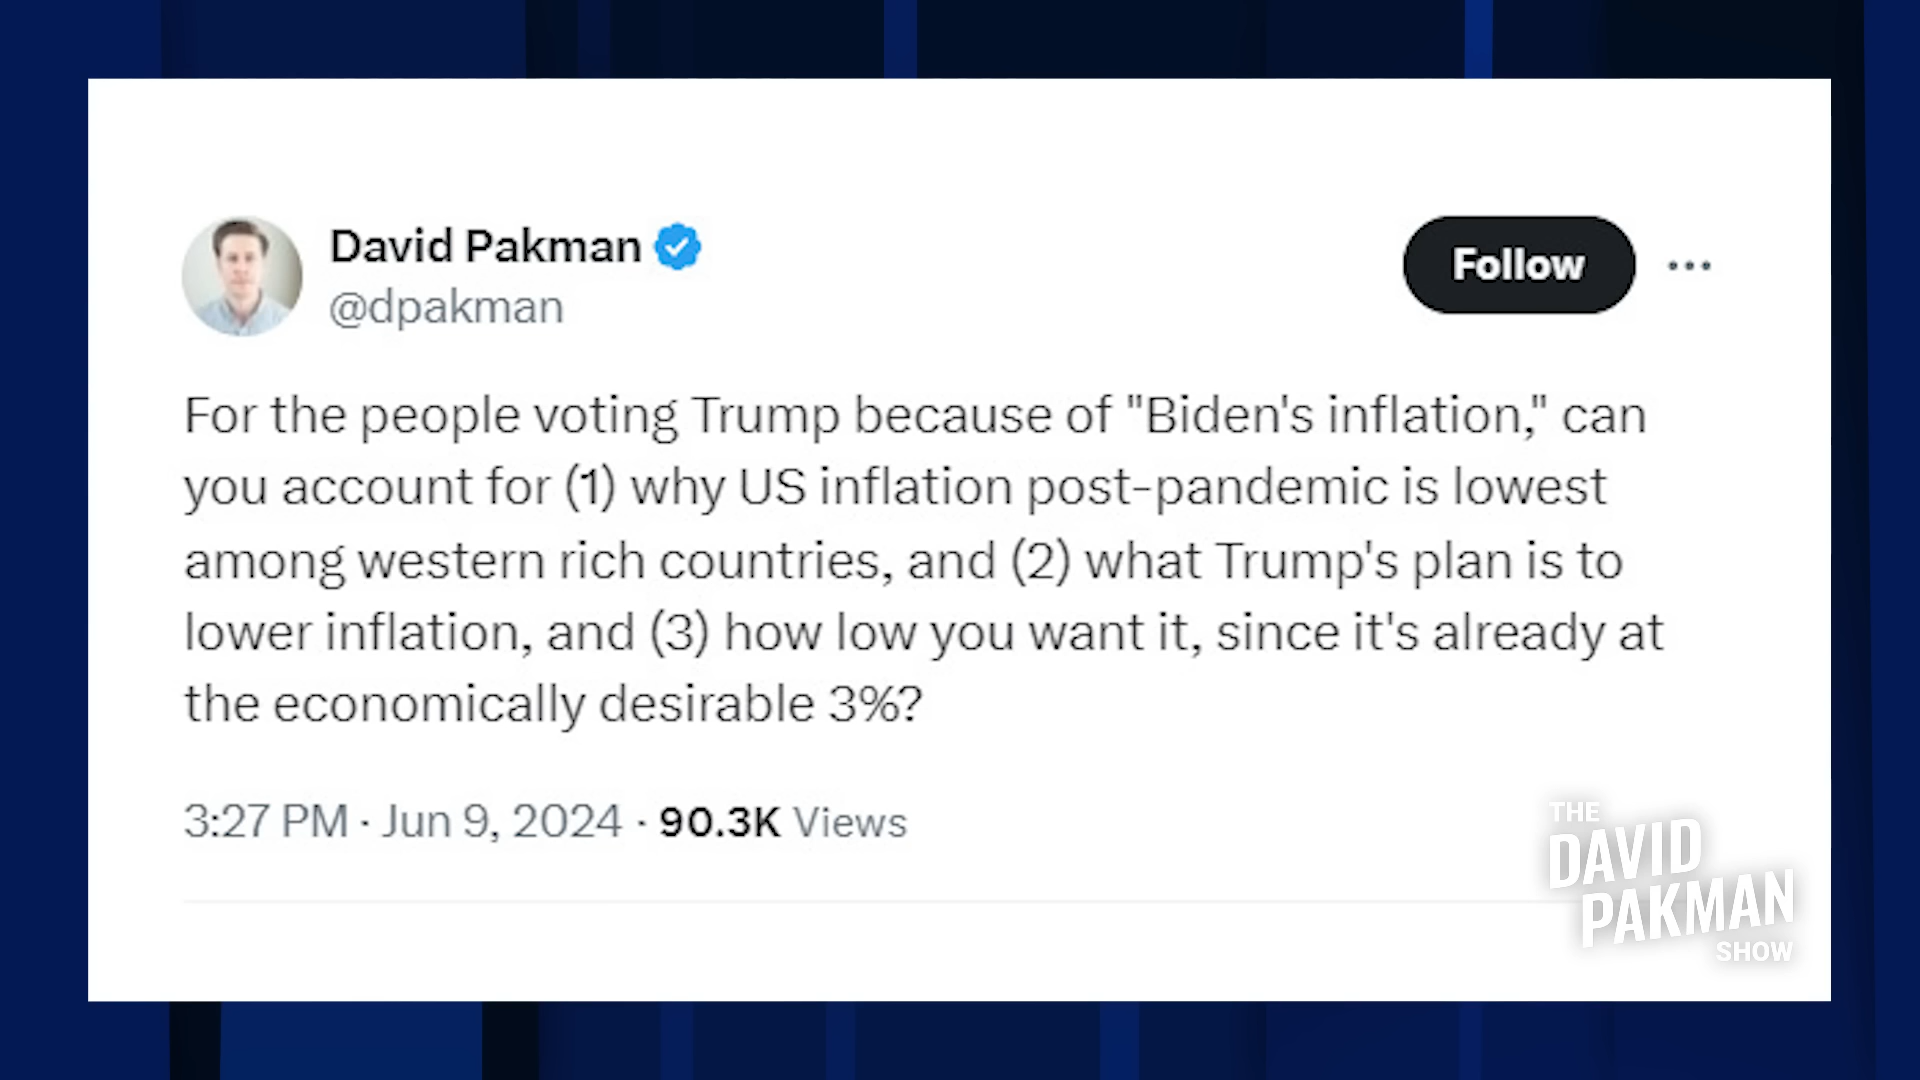 David Pakman
@dpakman
Follow
For the people voting Trump because of "Biden's inflation," can
you account for (1) why US inflation post-pandemic is lowest
among western rich countries, and (2) what Trump's plan is to
lower inflation, and (3) how low you want it, since it's already at
the economically desirable 3%?
3:27 PM · Jun 9, 2024 · 90.3K Views
THE
DAVID
PAKMAN
SHOW